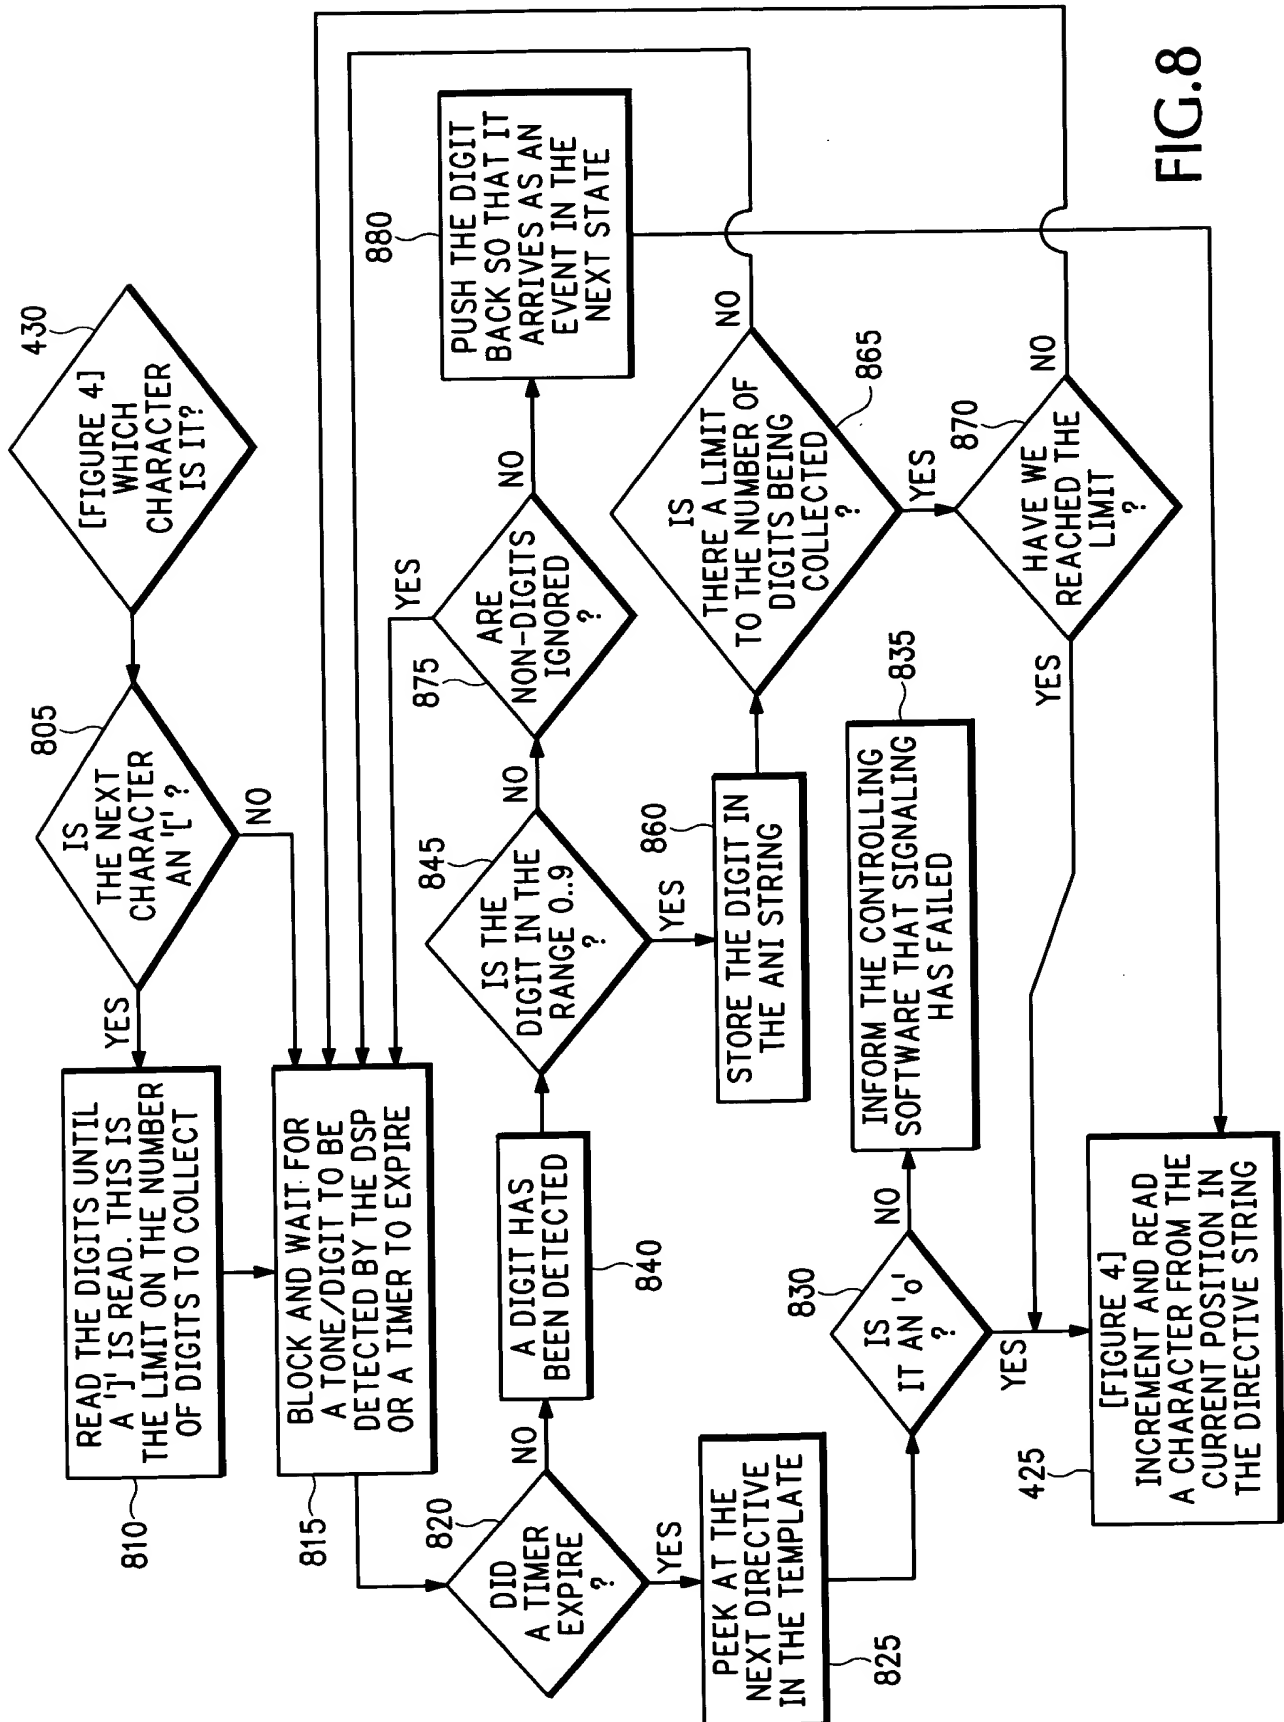 430
[FIGURE 4]
WHICH
CHARACTER
IS IT?
805
IS
THE NEXT
CHARACTER
AN '[' ?
YES
NO
READ THE DIGITS UNTIL
A ']' IS READ. THIS IS
THE LIMIT ON THE NUMBER
OF DIGITS TO COLLECT
810
BLOCK AND WAIT FOR
A TONE/DIGIT TO BE
DETECTED BY THE DSP
OR A TIMER TO EXPIRE
815
820
DID
A TIMER
EXPIRE
?
NO
YES
A DIGIT HAS
BEEN DETECTED
840
845
IS THE
DIGIT IN THE
RANGE 0..9
?
NO
YES
875
ARE
NON-DIGITS
IGNORED
?
YES
NO
880
PUSH THE DIGIT
BACK SO THAT IT
ARRIVES AS AN
EVENT IN THE
NEXT STATE
860
STORE THE DIGIT IN
THE ANI STRING
IS
THERE A LIMIT
TO THE NUMBER OF
DIGITS BEING
COLLECTED
?
865
NO
YES
870
HAVE WE
REACHED THE
LIMIT
?
NO
YES
PEEK AT THE
NEXT DIRECTIVE
IN THE TEMPLATE
825
830
IS
IT AN 'o'
?
NO
YES
835
INFORM THE CONTROLLING
SOFTWARE THAT SIGNALING
HAS FAILED
425
[FIGURE 4]
INCREMENT AND READ
A CHARACTER FROM THE
CURRENT POSITION IN
THE DIRECTIVE STRING
FIG.8